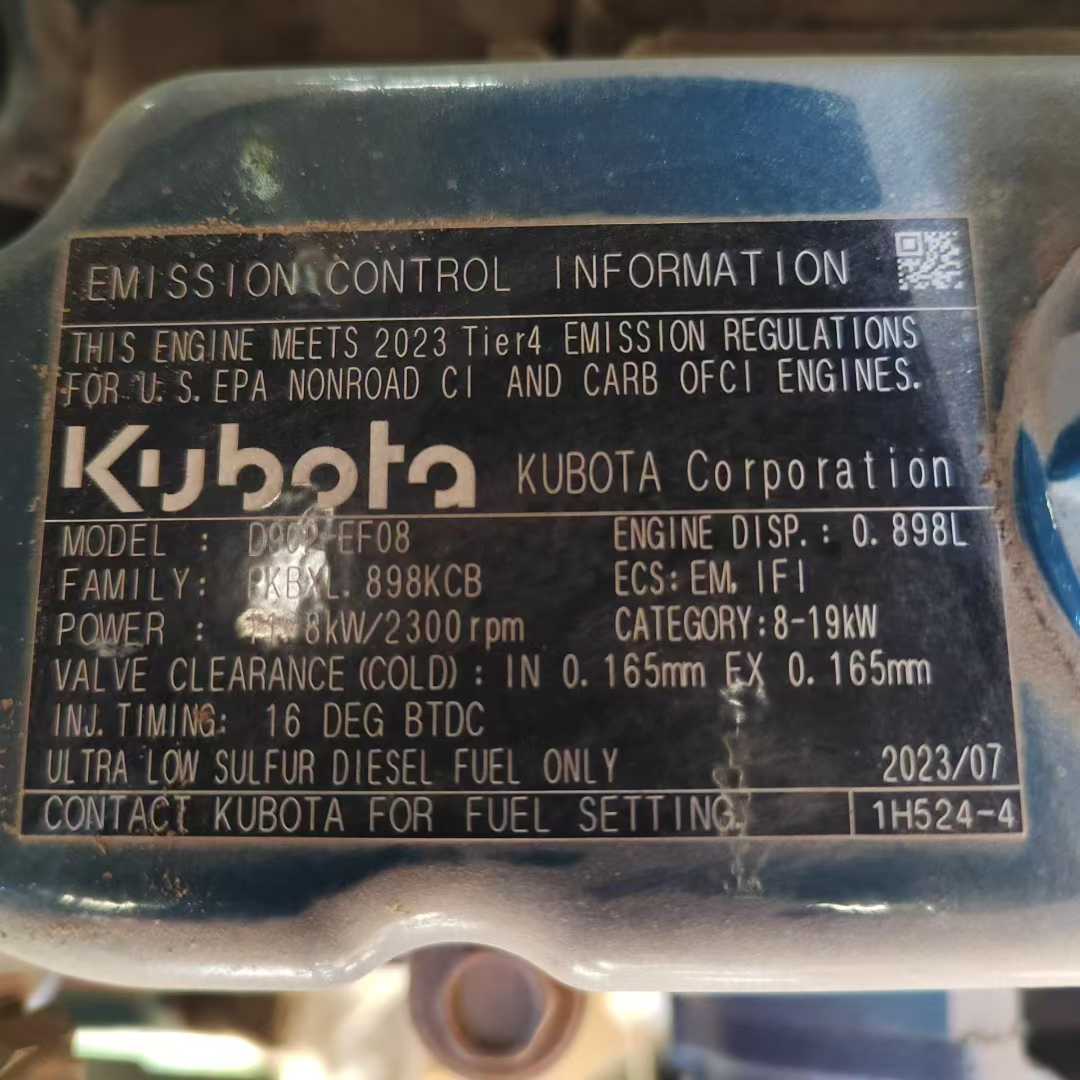 EMISSION CONTROL INFORMATION
THIS ENGINE MEETS 2023 Tier4 EMISSION REGULATIONS
FOR U.S. EPA NONROAD CI AND CARB OFCI ENGINES.
Kubota KUBOTA Corporation
MODEL : D902-EF08 ENGINE DISP.: 0.898L
FAMILY: PKBXL.898KCB ECS: EM, IFI
POWER : 11.8kW/2300rpm CATEGORY:8-19kW
VALVE CLEARANCE (COLD) : IN 0.165mm EX 0.165mm
INJ. TIMING: 16 DEG BTDC
ULTRA LOW SULFUR DIESEL FUEL ONLY 2023/07
CONTACT KUBOTA FOR FUEL SETTING. 1H524-4